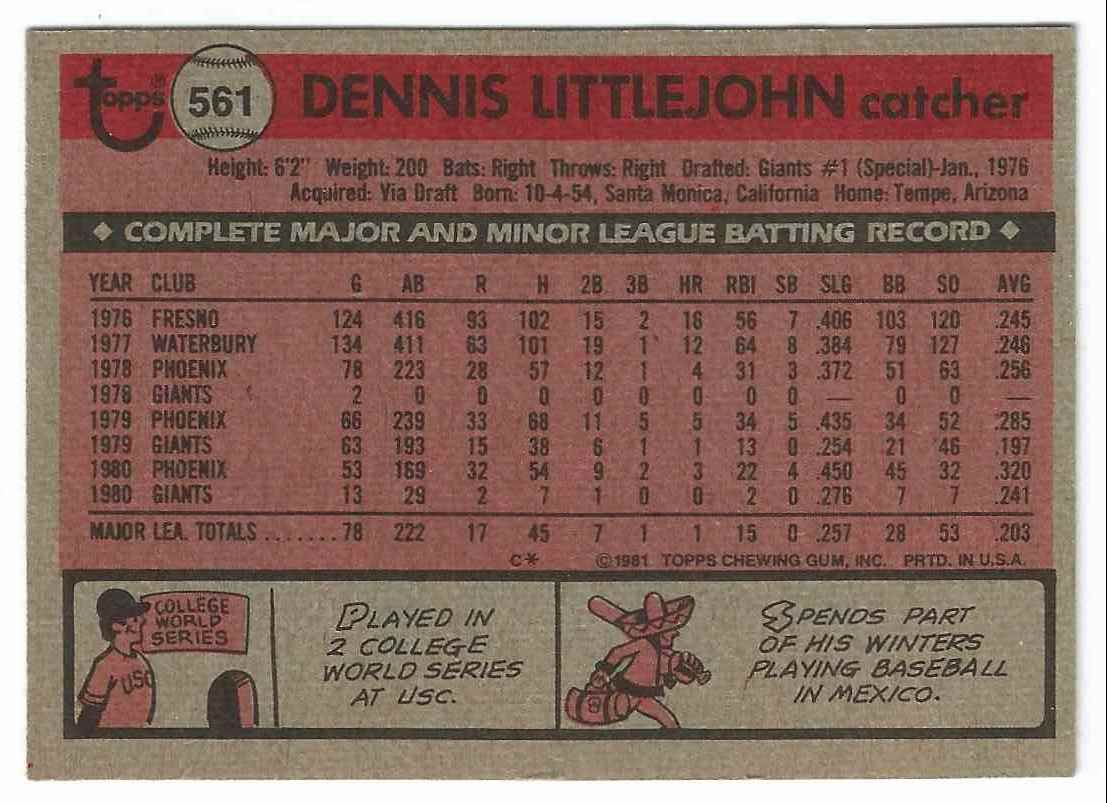 Topps 561 DENNIS LITTLEJOHN catcher
Height: 6'2" Weight: 200 Bats: Right Throws: Right Drafted: Giants #1 (Special)-Jan., 1976
Acquired: Via Draft Born: 10-4-54, Santa Monica, California Home: Tempe, Arizona
◆ COMPLETE MAJOR AND MINOR LEAGUE BATTING RECORD ◆
YEAR CLUB G AB R H 2B 3B HR RBI SB SLG BB SO AVG
1976 FRESNO 124 416 93 102 15 2 16 56 7 .406 103 120 .245
1977 WATERBURY 134 411 63 101 19 1 12 64 8 .384 79 127 .246
1978 PHOENIX 78 223 28 57 12 1 4 31 3 .372 51 63 .256
1978 GIANTS 2 0 0 0 0 0 0 0 0 — 0 0 —
1979 PHOENIX 66 239 33 68 11 5 5 34 5 .435 34 52 .285
1979 GIANTS 63 193 15 38 6 1 1 13 0 .254 21 46 .197
1980 PHOENIX 53 169 32 54 9 2 3 22 4 .450 45 32 .320
1980 GIANTS 13 29 2 7 1 0 0 2 0 .276 7 7 .241
MAJOR LEA. TOTALS .......78 222 17 45 7 1 1 15 0 .257 28 53 .203
C* ©1981 TOPPS CHEWING GUM, INC. PRTD. IN U.S.A.
COLLEGE
WORLD
SERIES
USC
PLAYED IN
2 COLLEGE
WORLD SERIES
AT USC.
SPENDS PART
OF HIS WINTERS
PLAYING BASEBALL
IN MEXICO.